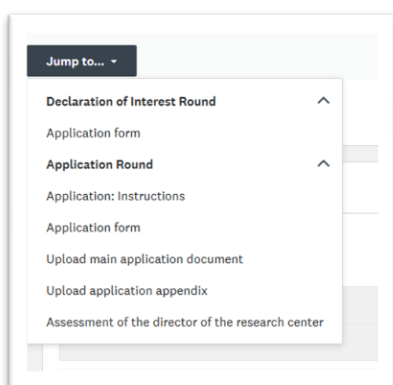 Jump to...
Declaration of Interest Round
Application form
Application Round
Application: Instructions
Application form
Upload main application document
Upload application appendix
Assessment of the director of the research center